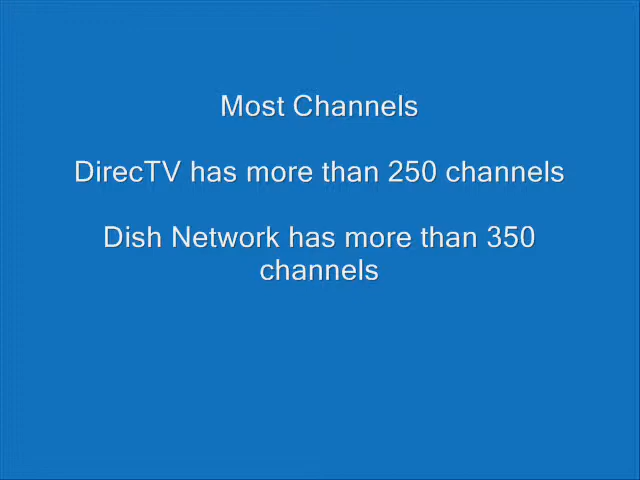 Most Channels
DirecTV has more than 250 channels
Dish Network has more than 350
channels